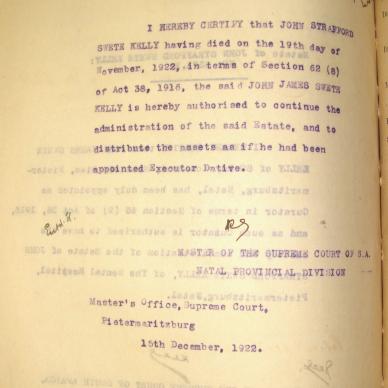 I HEREBY CERTIFY that JOHN STRAFFORD
SWETE KELLY having died on the 19th day of
November, 1922, in terms of Section 62 (8)
of Act 38, 1916, the said JOHN JAMES SWETE
KELLY is hereby authorised to continue the
administration of the said Estate, and to
distribute the assets as if he had been
appointed Executor Dative.
MASTER OF THE SUPREME COURT OF S.A.
NATAL PROVINCIAL DIVISION
Master's Office, Supreme Court,
Pietermaritzburg
15th December, 1922.